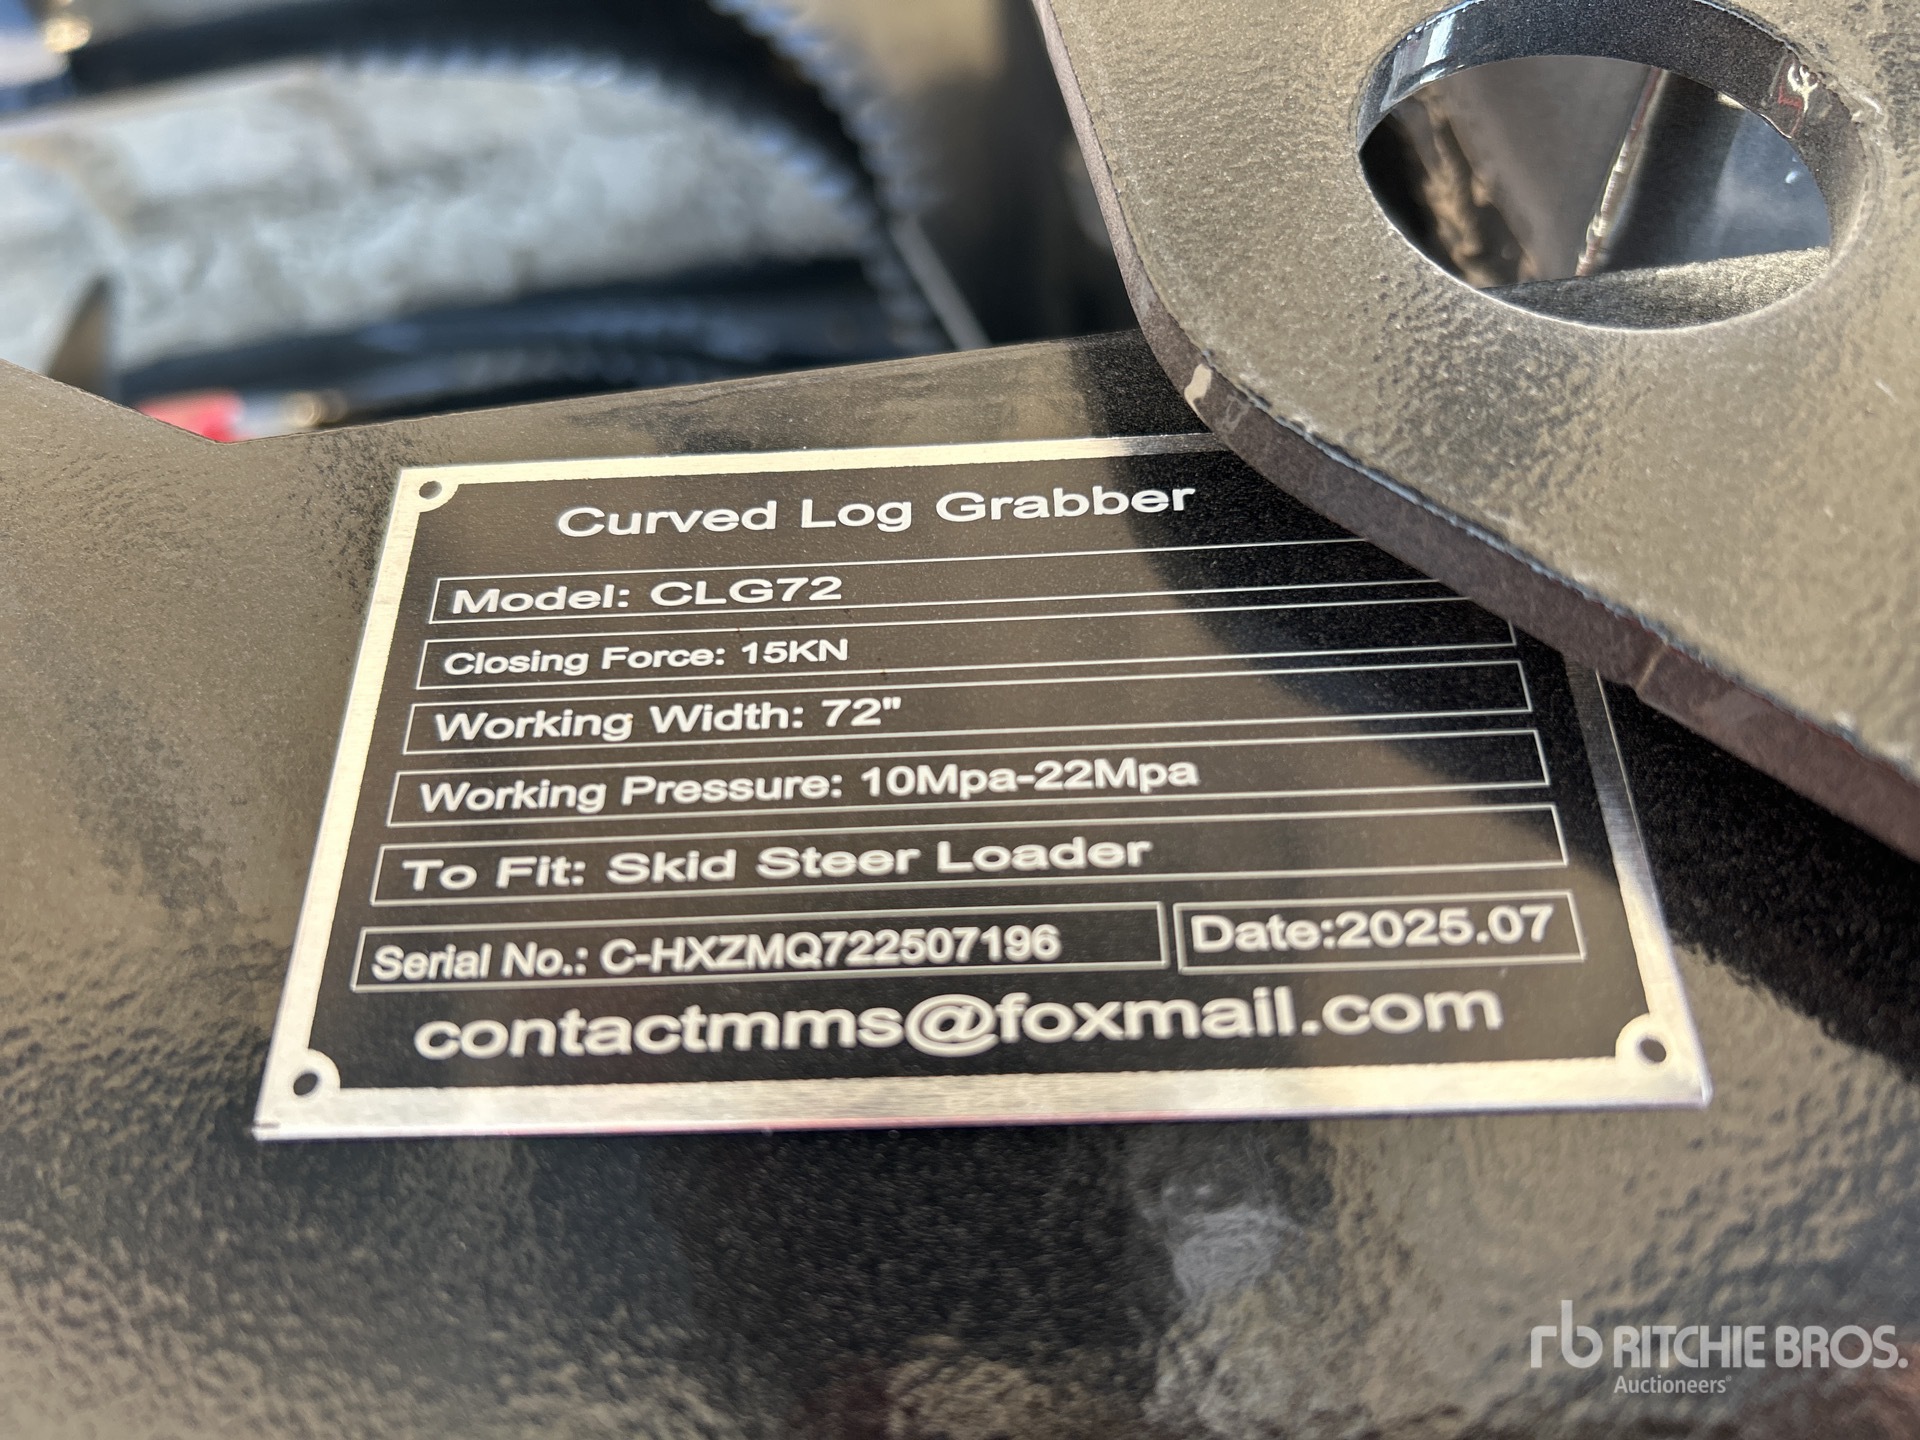 Curved Log Grabber
Model: CLG72
Closing Force: 15KN
Working Width: 72"
Working Pressure: 10Mpa-22Mpa
To Fit: Skid Steer Loader
Serial No.: C-HXZMQ722507196 Date:2025.07
contactmms@foxmail.com
rb RITCHIE BROS.
Auctioneers